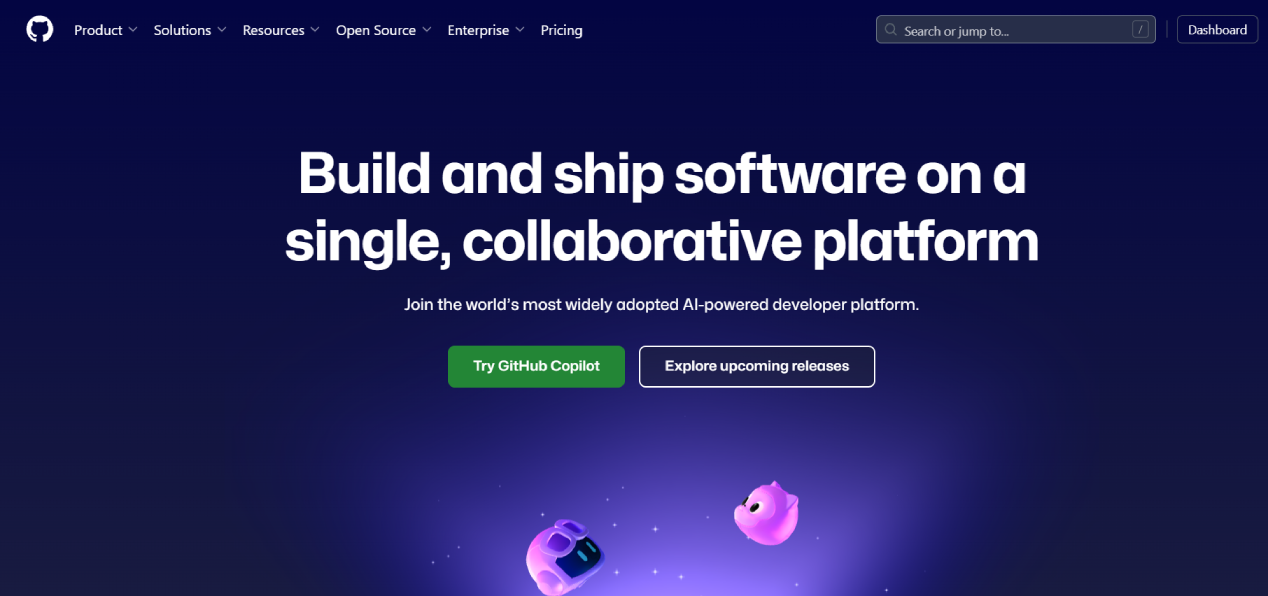 Product Solutions Resources Open Source Enterprise Pricing Search or jump to... / Dashboard
Build and ship software on a
single, collaborative platform
Join the world's most widely adopted AI-powered developer platform.
Try GitHub Copilot Explore upcoming releases